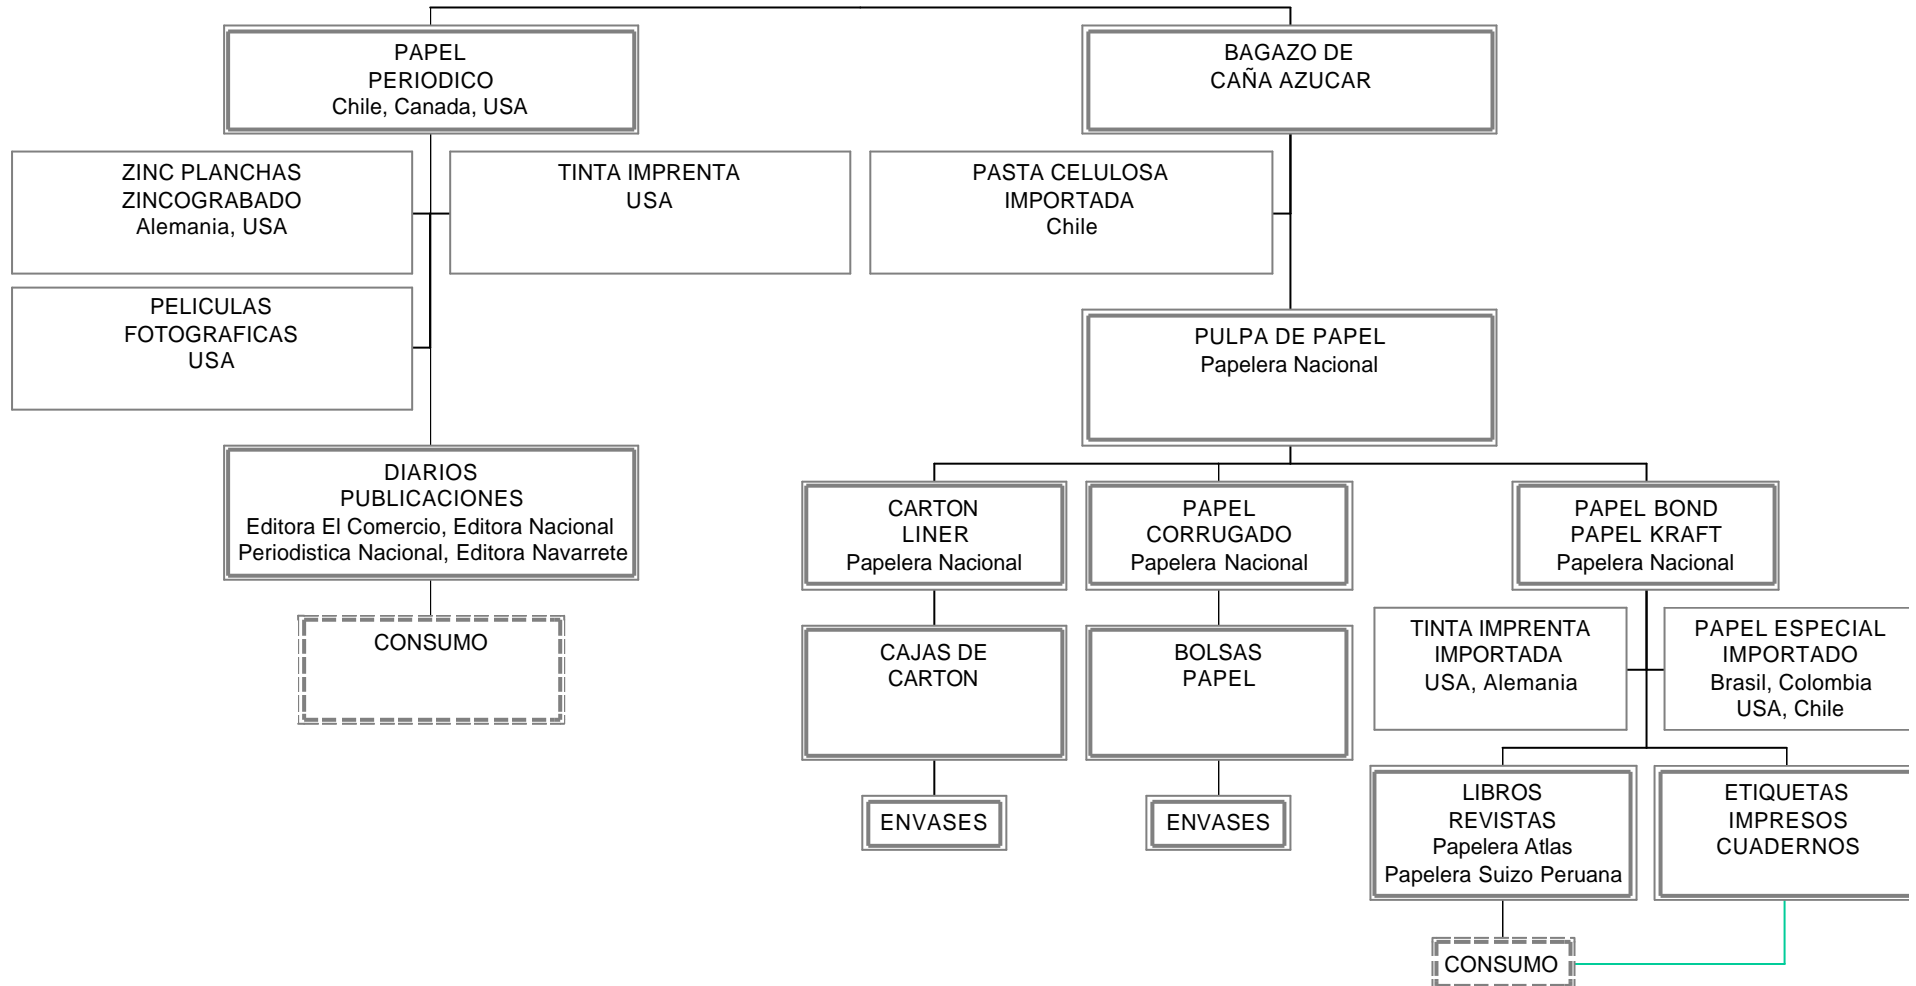 PAPEL
PERIODICO
Chile, Canada, USA
BAGAZO DE
CAÑA AZUCAR
ZINC PLANCHAS
ZINCOGRABADO
Alemania, USA
TINTA IMPRENTA
USA
PASTA CELULOSA
IMPORTADA
Chile
PELICULAS
FOTOGRAFICAS
USA
PULPA DE PAPEL
Papelera Nacional
DIARIOS
PUBLICACIONES
Editora El Comercio, Editora Nacional
Periodistica Nacional, Editora Navarrete
CARTON
LINER
Papelera Nacional
PAPEL
CORRUGADO
Papelera Nacional
PAPEL BOND
PAPEL KRAFT
Papelera Nacional
CONSUMO
CAJAS DE
CARTON
BOLSAS
PAPEL
TINTA IMPRENTA
IMPORTADA
USA, Alemania
PAPEL ESPECIAL
IMPORTADO
Brasil, Colombia
USA, Chile
ENVASES
ENVASES
LIBROS
REVISTAS
Papelera Atlas
Papelera Suizo Peruana
ETIQUETAS
IMPRESOS
CUADERNOS
CONSUMO